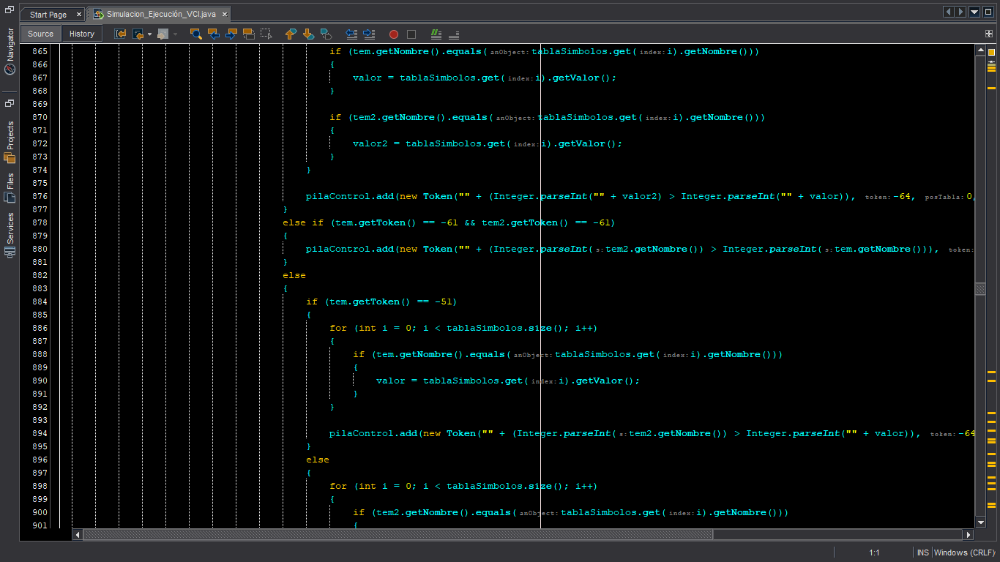 Start Page × Simulacion_Ejecución_VCI.java ×
Source History
Navigator
Projects
Files
Services
865 if (tem.getNombre().equals( anObject: tablaSimbolos.get( index: i).getNombre()))
866 {
867 valor = tablaSimbolos.get( index: i).getValor();
868 }
869
870 if (tem2.getNombre().equals( anObject: tablaSimbolos.get( index: i).getNombre()))
871 {
872 valor2 = tablaSimbolos.get( index: i).getValor();
873 }
874 }
875
876 pilaControl.add(new Token("" + (Integer.parseInt("" + valor2) > Integer.parseInt("" + valor)), token: -64, posTabla: 0,
877 }
878 else if (tem.getToken() == -61 && tem2.getToken() == -61)
879 {
880 pilaControl.add(new Token("" + (Integer.parseInt( s: tem2.getNombre()) > Integer.parseInt( s: tem.getNombre())), token:
881 }
882 else
883 {
884 if (tem.getToken() == -51)
885 {
886 for (int i = 0; i < tablaSimbolos.size(); i++)
887 {
888 if (tem.getNombre().equals( anObject: tablaSimbolos.get( index: i).getNombre()))
889 {
890 valor = tablaSimbolos.get( index: i).getValor();
891 }
892 }
893
894 pilaControl.add(new Token("" + (Integer.parseInt( s: tem2.getNombre()) > Integer.parseInt("" + valor)), token: -64
895 }
896 else
897 {
898 for (int i = 0; i < tablaSimbolos.size(); i++)
899 {
900 if (tem2.getNombre().equals( anObject: tablaSimbolos.get( index: i).getNombre()))
901 {
1:1 INS Windows (CRLF)